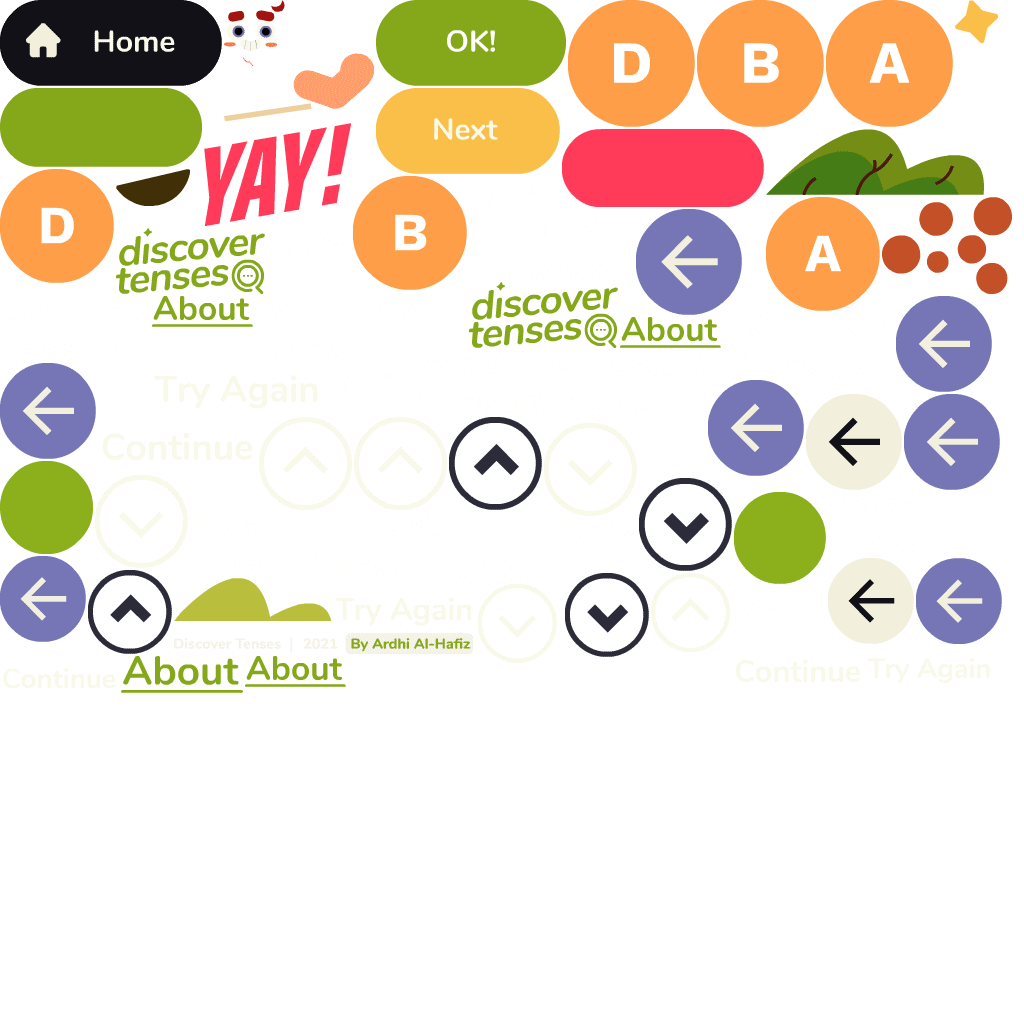 Home
OK!
D
B
A
Next
YAY!
D
B
A
discover
tenses
About
discover
tenses
About
Try Again
Continue
Try Again
Discover Tenses | 2021 By Ardhi Al-Hafiz
Continue
About
About
Continue
Try Again